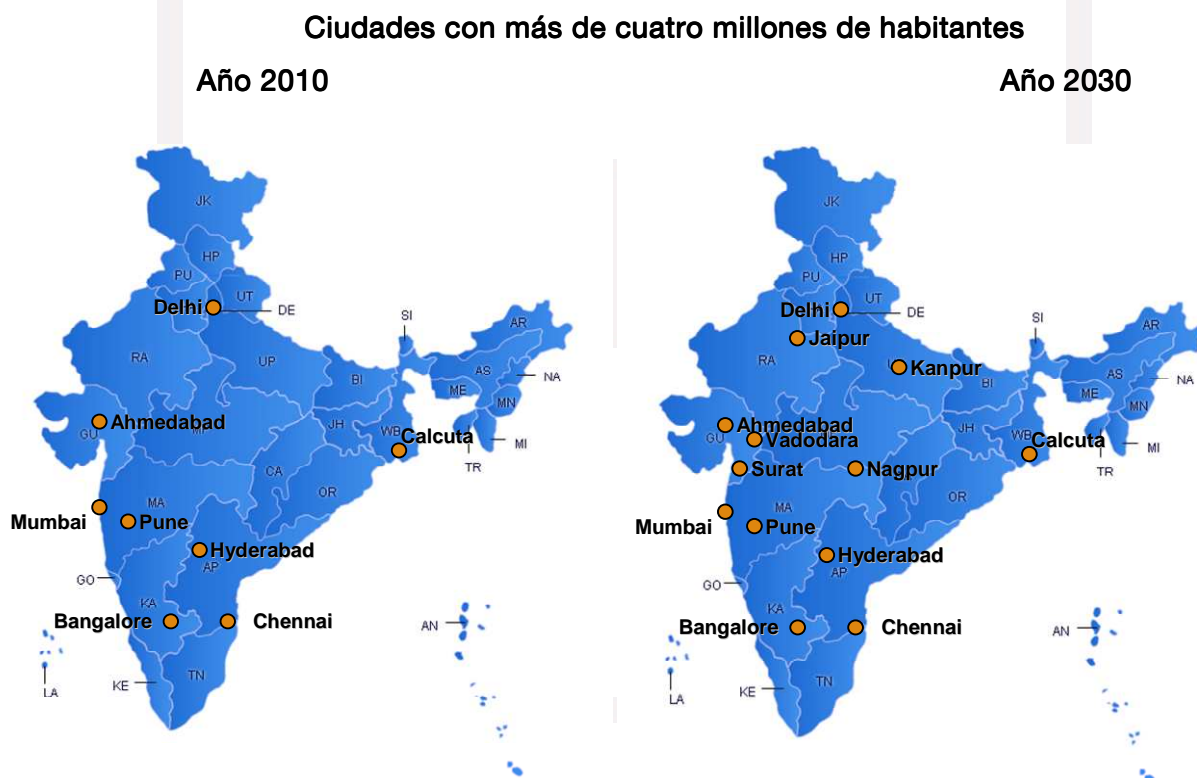 Ciudades con más de cuatro millones de habitantes
Año 2010
Año 2030
JK
HP
PU
UT
Delhi
DE
SI
AR
RA
UP
BI
AS
NA
ME
MN
Ahmedabad
GU
JH
WB
Calcuta
MI
TR
CA
OR
MA
Mumbai
Pune
Hyderabad
AP
GO
KA
Bangalore
Chennai
AN
TN
KE
LA
JK
HP
PU
UT
Delhi
DE
SI
AR
Jaipur
RA
Kanpur
BI
AS
NA
ME
MN
Ahmedabad
GU
Vadodara
JH
WB
Calcuta
MI
TR
Surat
Nagpur
OR
MA
Mumbai
Pune
Hyderabad
AP
GO
KA
Bangalore
Chennai
AN
TN
KE
LA